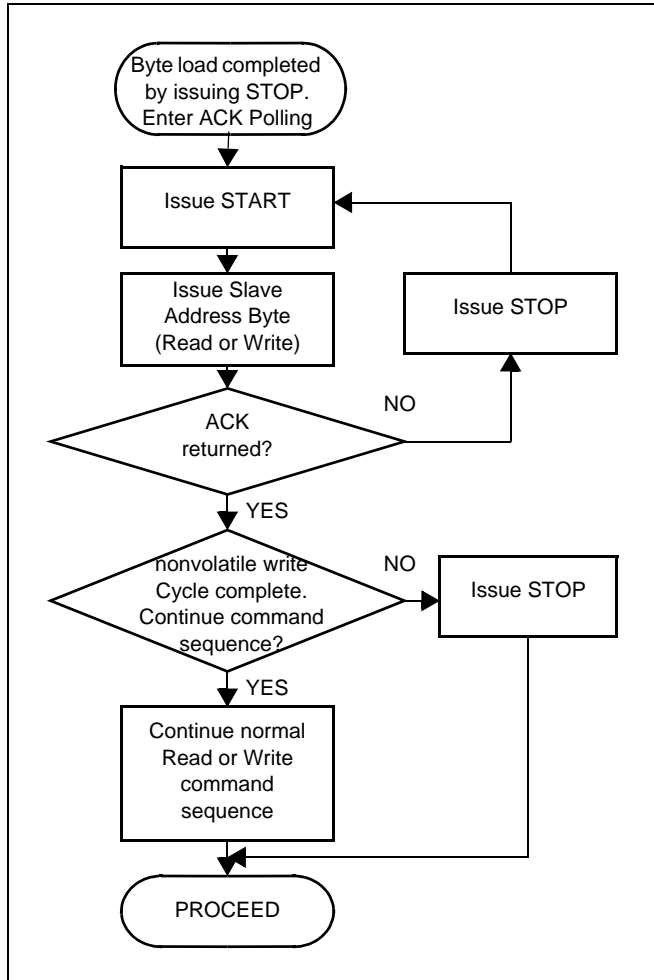 Byte load completed
by issuing STOP.
Enter ACK Polling
Issue START
Issue Slave
Address Byte
(Read or Write)
Issue STOP
ACK
returned?
NO
YES
nonvolatile write
Cycle complete.
Continue command
sequence?
NO
Issue STOP
YES
Continue normal
Read or Write
command
sequence
PROCEED